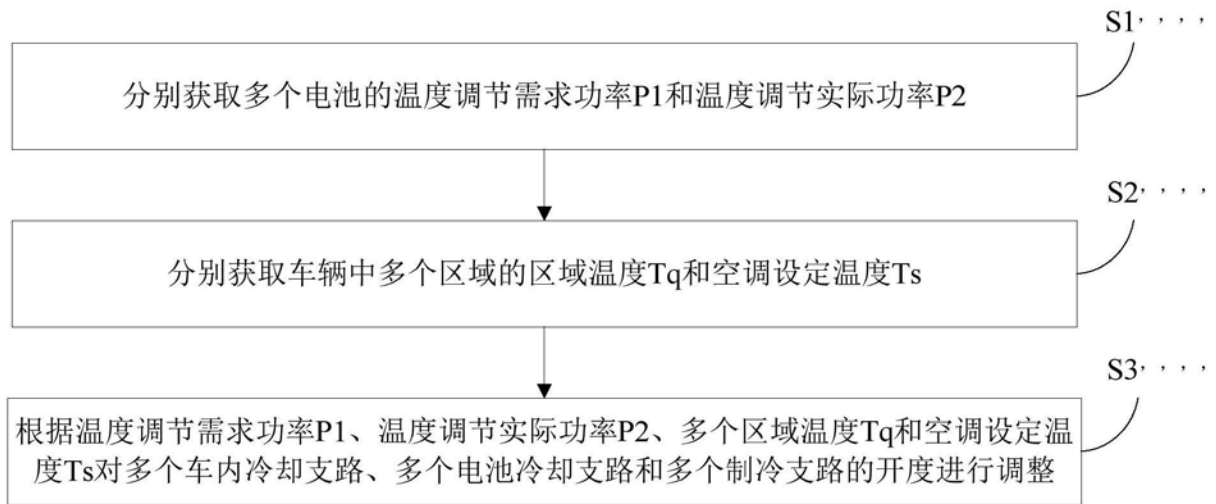 S1，，，，
分别获取多个电池的温度调节需求功率P1和温度调节实际功率P2
S2，，，，
分别获取车辆中多个区域的区域温度Tq和空调设定温度Ts
S3，，，，
根据温度调节需求功率P1、温度调节实际功率P2、多个区域温度Tq和空调设定温
度Ts对多个车内冷却支路、多个电池冷却支路和多个制冷支路的开度进行调整